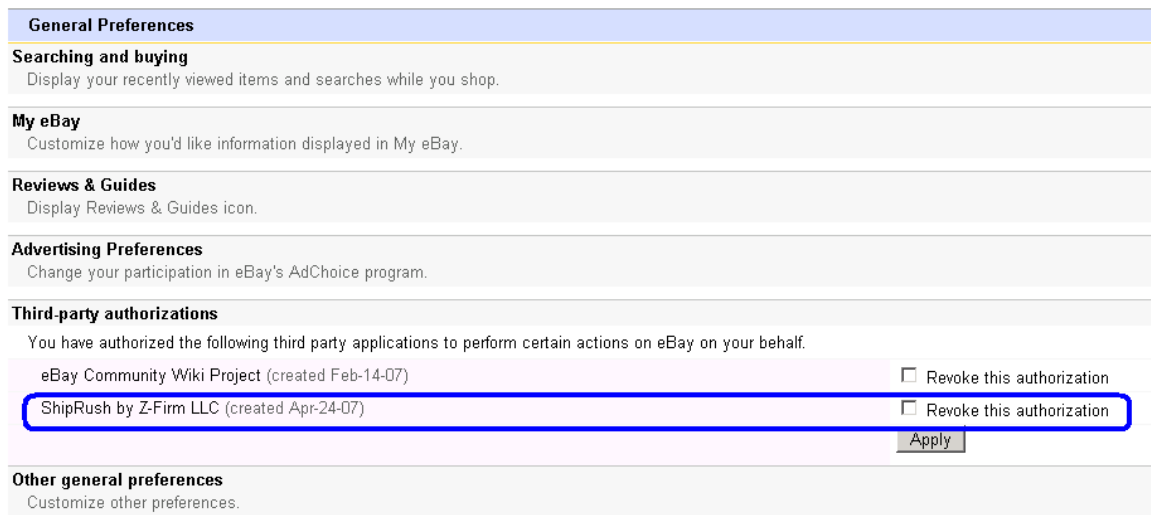 General Preferences
Searching and buying
Display your recently viewed items and searches while you shop.
My eBay
Customize how you'd like information displayed in My eBay.
Reviews & Guides
Display Reviews & Guides icon.
Advertising Preferences
Change your participation in eBay's AdChoice program.
Third-party authorizations
You have authorized the following third party applications to perform certain actions on eBay on your behalf.
eBay Community Wiki Project (created Feb-14-07) Revoke this authorization
ShipRush by Z-Firm LLC (created Apr-24-07) Revoke this authorization
Apply
Other general preferences
Customize other preferences.